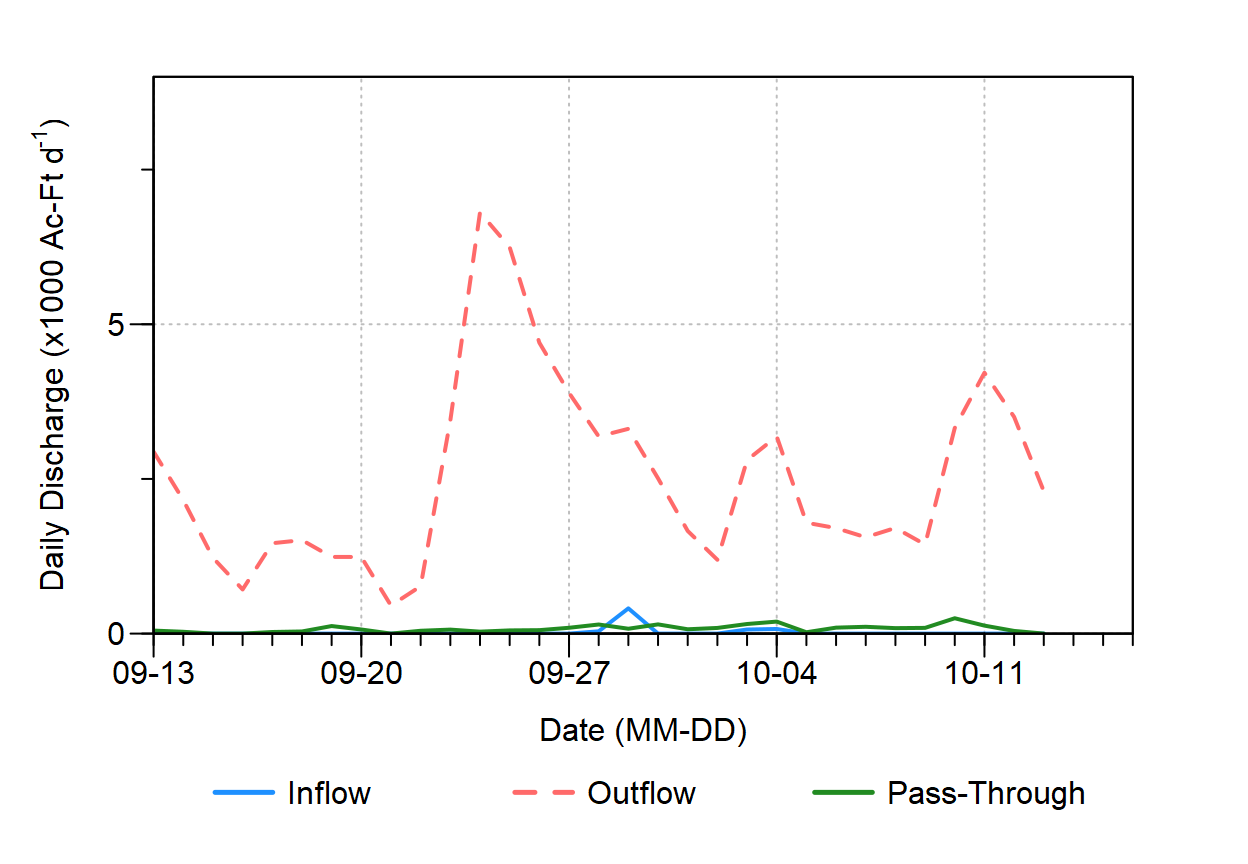 Daily Discharge (x1000 Ac-Ft d-1)
5
0
09-13 09-20 09-27 10-04 10-11
Date (MM-DD)
Inflow Outflow Pass-Through